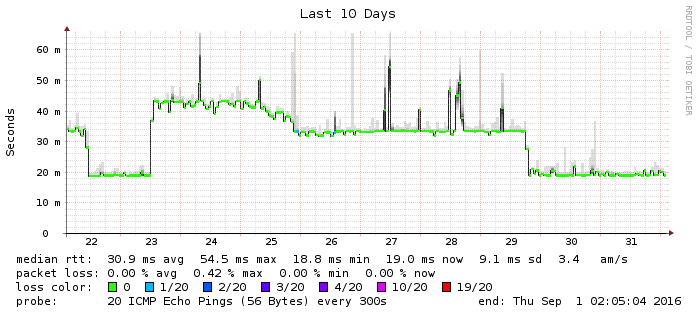 Last 10 Days
RRDTOOL / TOBI OETIKER
Seconds
60 m
50 m
40 m
30 m
20 m
10 m
0
22 23 24 25 26 27 28 29 30 31
median rtt: 30.9 ms avg 54.5 ms max 18.8 ms min 19.0 ms now 9.1 ms sd 3.4 am/s
packet loss: 0.00 % avg 0.42 % max 0.00 % min 0.00 % now
loss color: 0 1/20 2/20 3/20 4/20 10/20 19/20
probe: 20 ICMP Echo Pings (56 Bytes) every 300s end: Thu Sep 1 02:05:04 2016